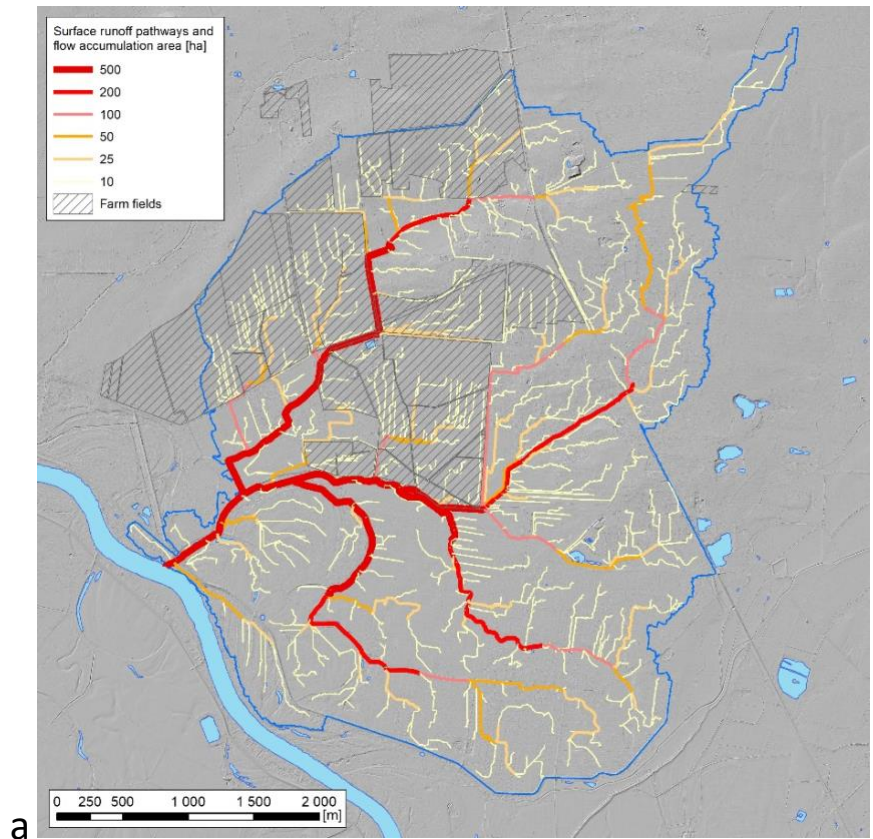 Surface runoff pathways and
flow accumulation area [ha]
500
200
100
50
25
10
Farm fields
0 250 500 1 000 1 500 2 000
[m]
a